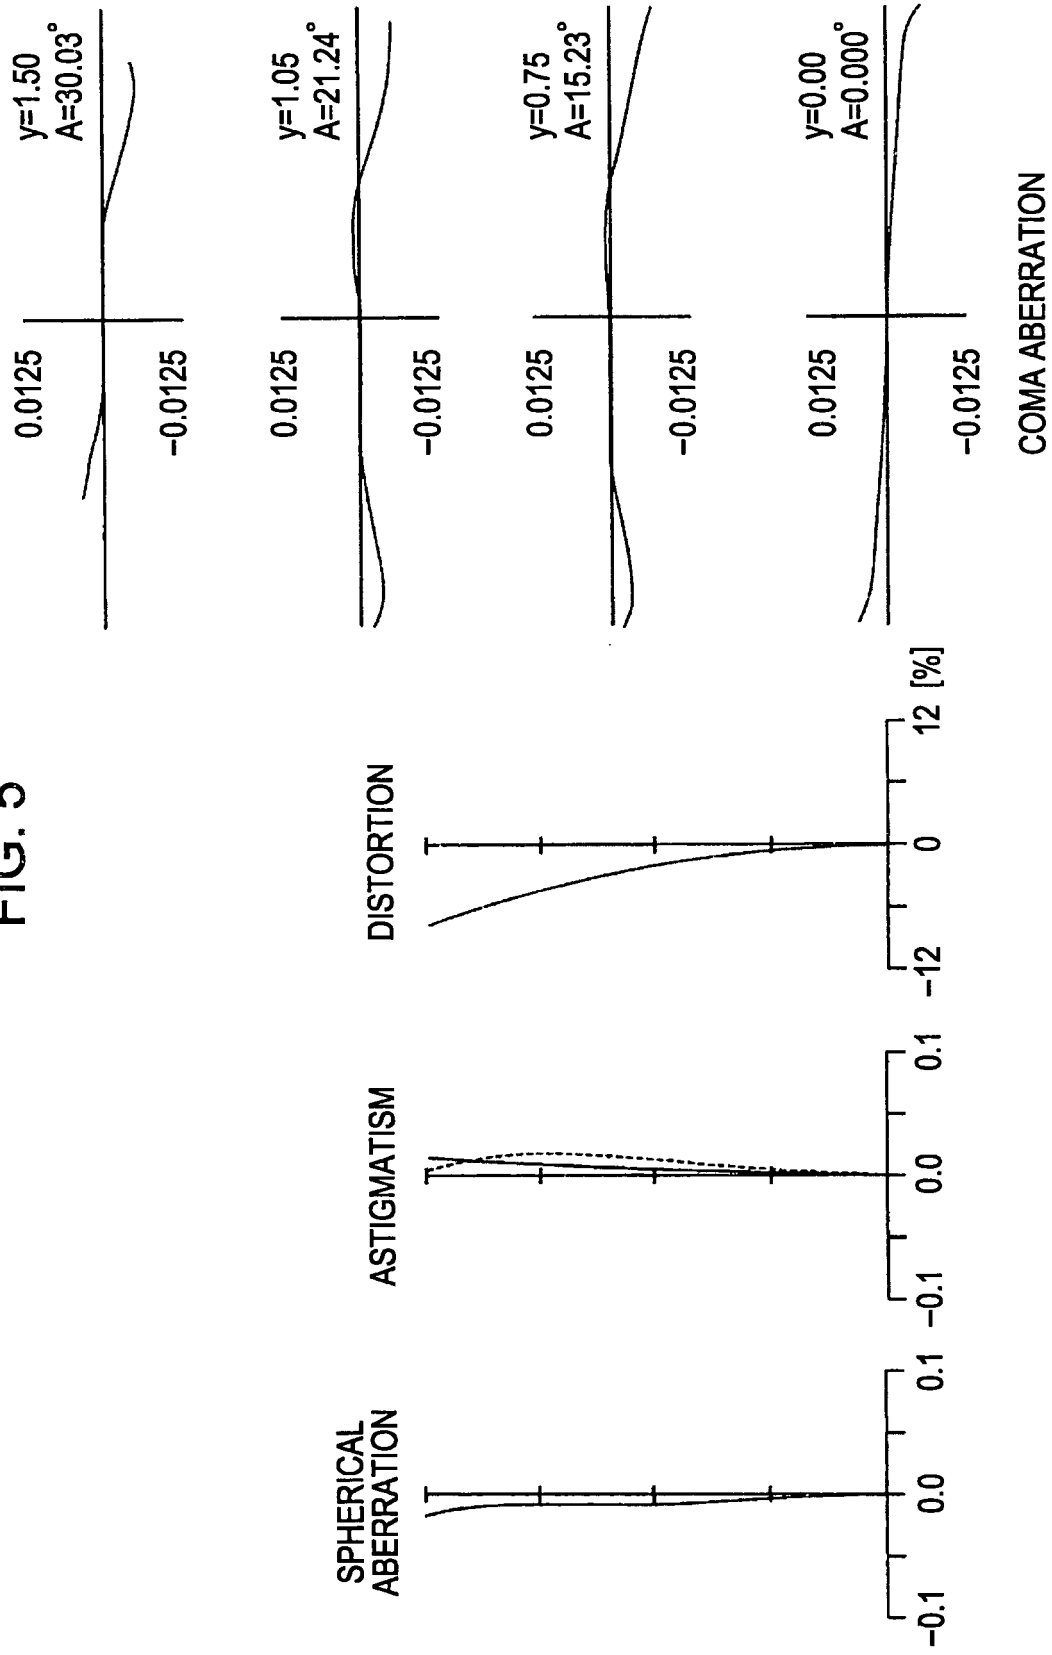 FIG. 5
SPHERICAL
ABERRATION
-0.1
0.0
0.1
ASTIGMATISM
-0.1
0.0
0.1
DISTORTION
-12
0
12
[%]
y=1.50
A=30.03°
0.0125
-0.0125
y=1.05
A=21.24°
0.0125
-0.0125
y=0.75
A=15.23°
0.0125
-0.0125
y=0.00
A=0.000°
0.0125
-0.0125
COMA ABERRATION